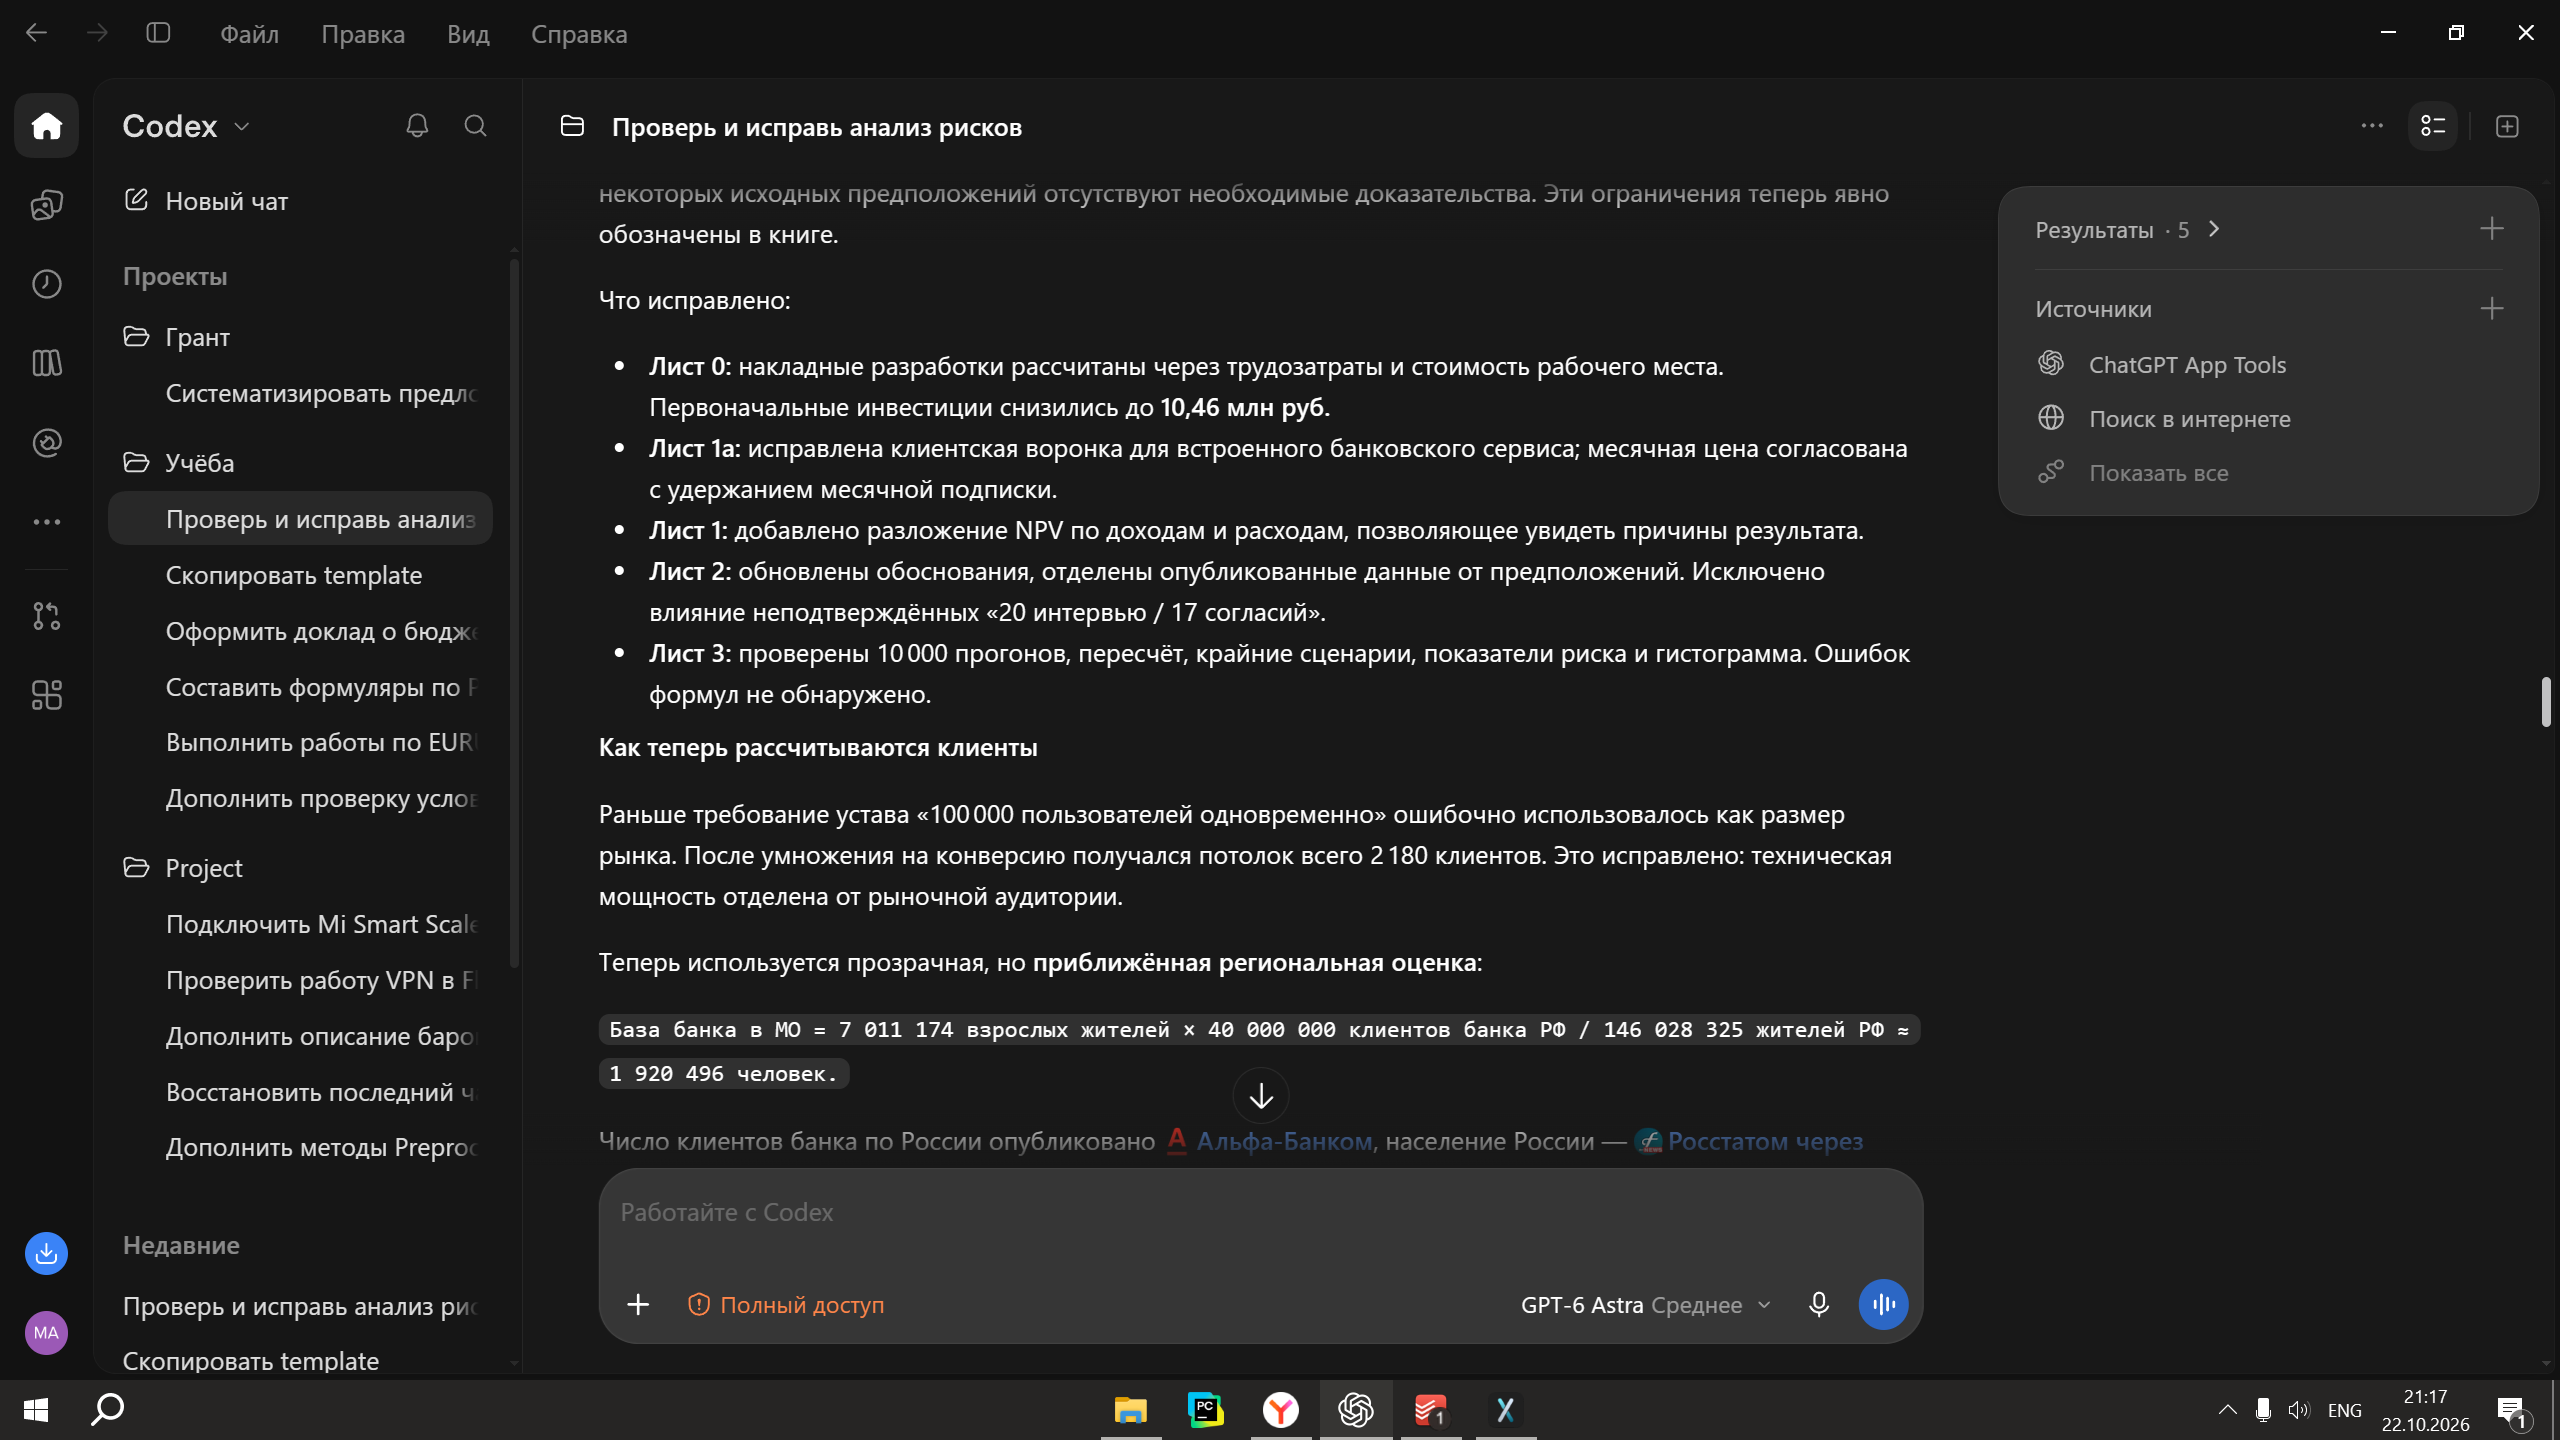 Файл Правка Вид Справка
Codex
Новый чат
Проекты
Грант
Систематизировать предло
Учёба
Проверь и исправь анализ
Скопировать template
Оформить доклад о бюдже
Составить формуляры по
Выполнить работы по EUR
Дополнить проверку услов
Project
Подключить Mi Smart Scale
Проверить работу VPN в
Дополнить описание баро
Восстановить последний
Дополнить методы Preproc
Недавние
Проверь и исправь анализ рис
Скопировать template
MA
Проверь и исправь анализ рисков
некоторых исходных предположений отсутствуют необходимые доказательства. Эти ограничения теперь явно
обозначены в книге.
Что исправлено:
• Лист 0: накладные разработки рассчитаны через трудозатраты и стоимость рабочего места.
Первоначальные инвестиции снизились до 10,46 млн руб.
• Лист 1а: исправлена клиентская воронка для встроенного банковского сервиса; месячная цена согласована
с удержанием месячной подписки.
• Лист 1: добавлено разложение NPV по доходам и расходам, позволяющее увидеть причины результата.
• Лист 2: обновлены обоснования, отделены опубликованные данные от предположений. Исключено
влияние неподтверждённых «20 интервью / 17 согласий».
• Лист 3: проверены 10 000 прогонов, пересчёт, крайние сценарии, показатели риска и гистограмма. Ошибок
формул не обнаружено.
Как теперь рассчитываются клиенты
Раньше требование устава «100 000 пользователей одновременно» ошибочно использовалось как размер
рынка. После умножения на конверсию получался потолок всего 2 180 клиентов. Это исправлено: техническая
мощность отделена от рыночной аудитории.
Теперь используется прозрачная, но приближённая региональная оценка:
База банка в МО = 7 011 174 взрослых жителей × 40 000 000 клиентов банка РФ / 146 028 325 жителей РФ ≈
1 920 496 человек.
Число клиентов банка по России опубликовано Альфа-Банком, население России — Росстатом через
Работайте с Codex
Полный доступ
GPT-6 Astra Среднее
Результаты · 5
Источники
ChatGPT App Tools
Поиск в интернете
Показать все
PC
1
ENG
21:17
22.10.2026
1